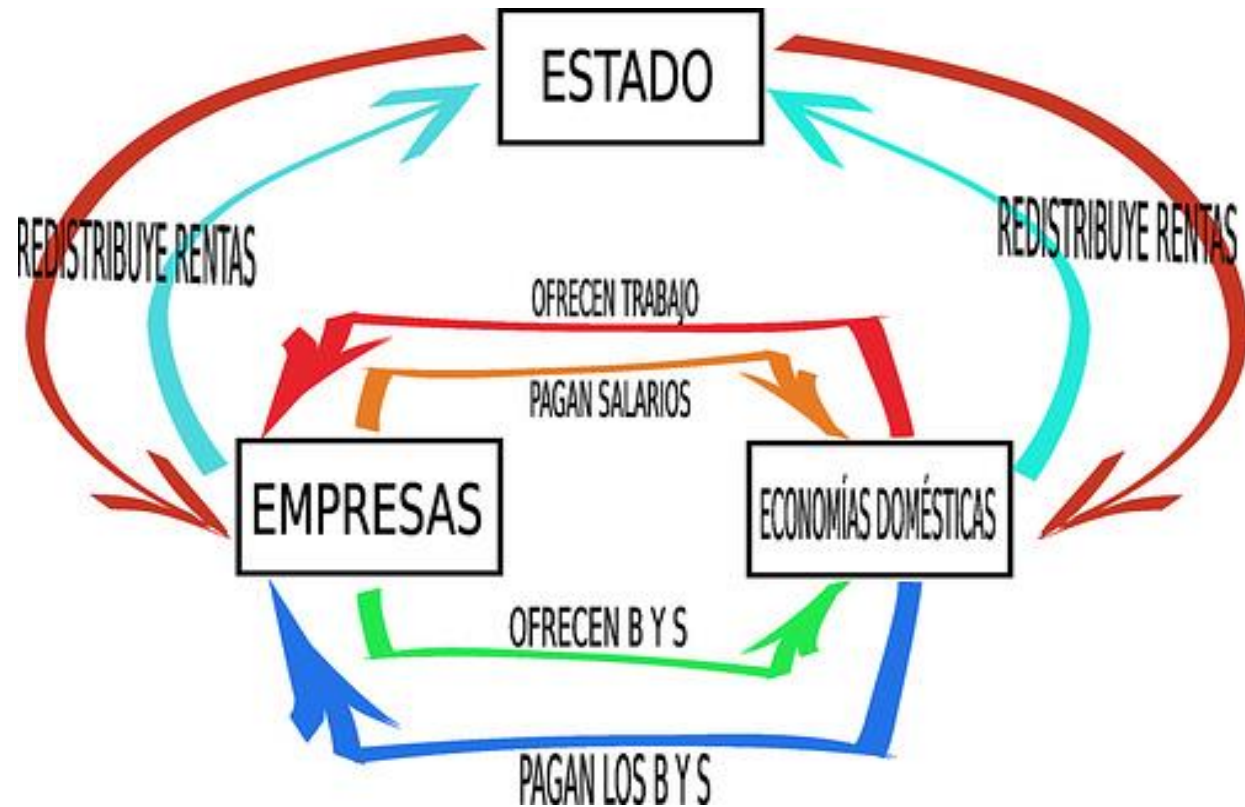 ESTADO
REDISTRIBUYE RENTAS
REDISTRIBUYE RENTAS
OFRECEN TRABAJO
PAGAN SALARIOS
EMPRESAS
ECONOMÍAS DOMÉSTICAS
OFRECEN B Y S
PAGAN LOS B Y S